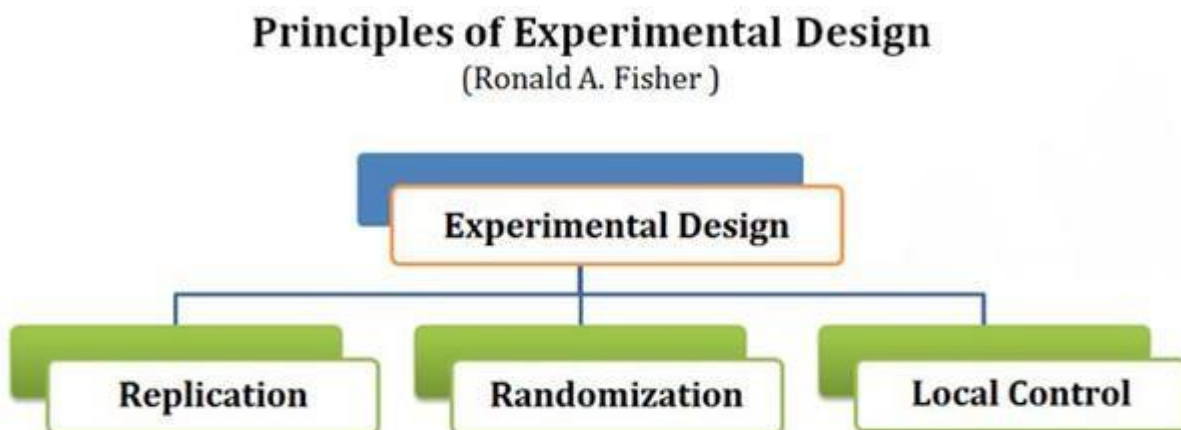 Principles of Experimental Design
(Ronald A. Fisher )
Experimental Design
Replication
Randomization
Local Control